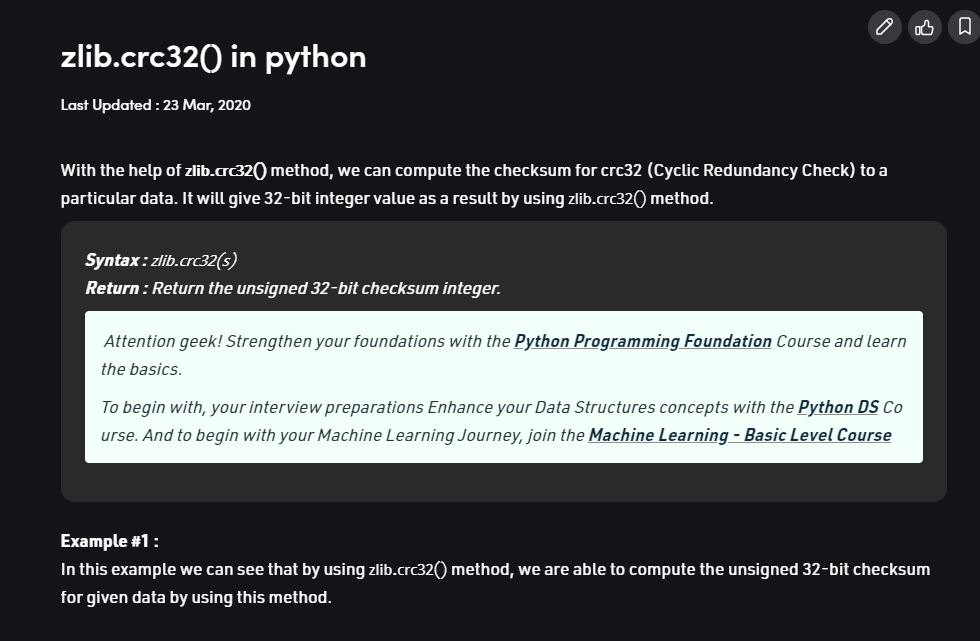 zlib.crc32() in python
Last Updated : 23 Mar, 2020
With the help of zlib.crc32() method, we can compute the checksum for crc32 (Cyclic Redundancy Check) to a
particular data. It will give 32-bit integer value as a result by using zlib.crc32() method.
Syntax : zlib.crc32(s)
Return : Return the unsigned 32-bit checksum integer.
Attention geek! Strengthen your foundations with the Python Programming Foundation Course and learn
the basics.
To begin with, your interview preparations Enhance your Data Structures concepts with the Python DS Co
urse. And to begin with your Machine Learning Journey, join the Machine Learning - Basic Level Course
Example #1 :
In this example we can see that by using zlib.crc32() method, we are able to compute the unsigned 32-bit checksum
for given data by using this method.